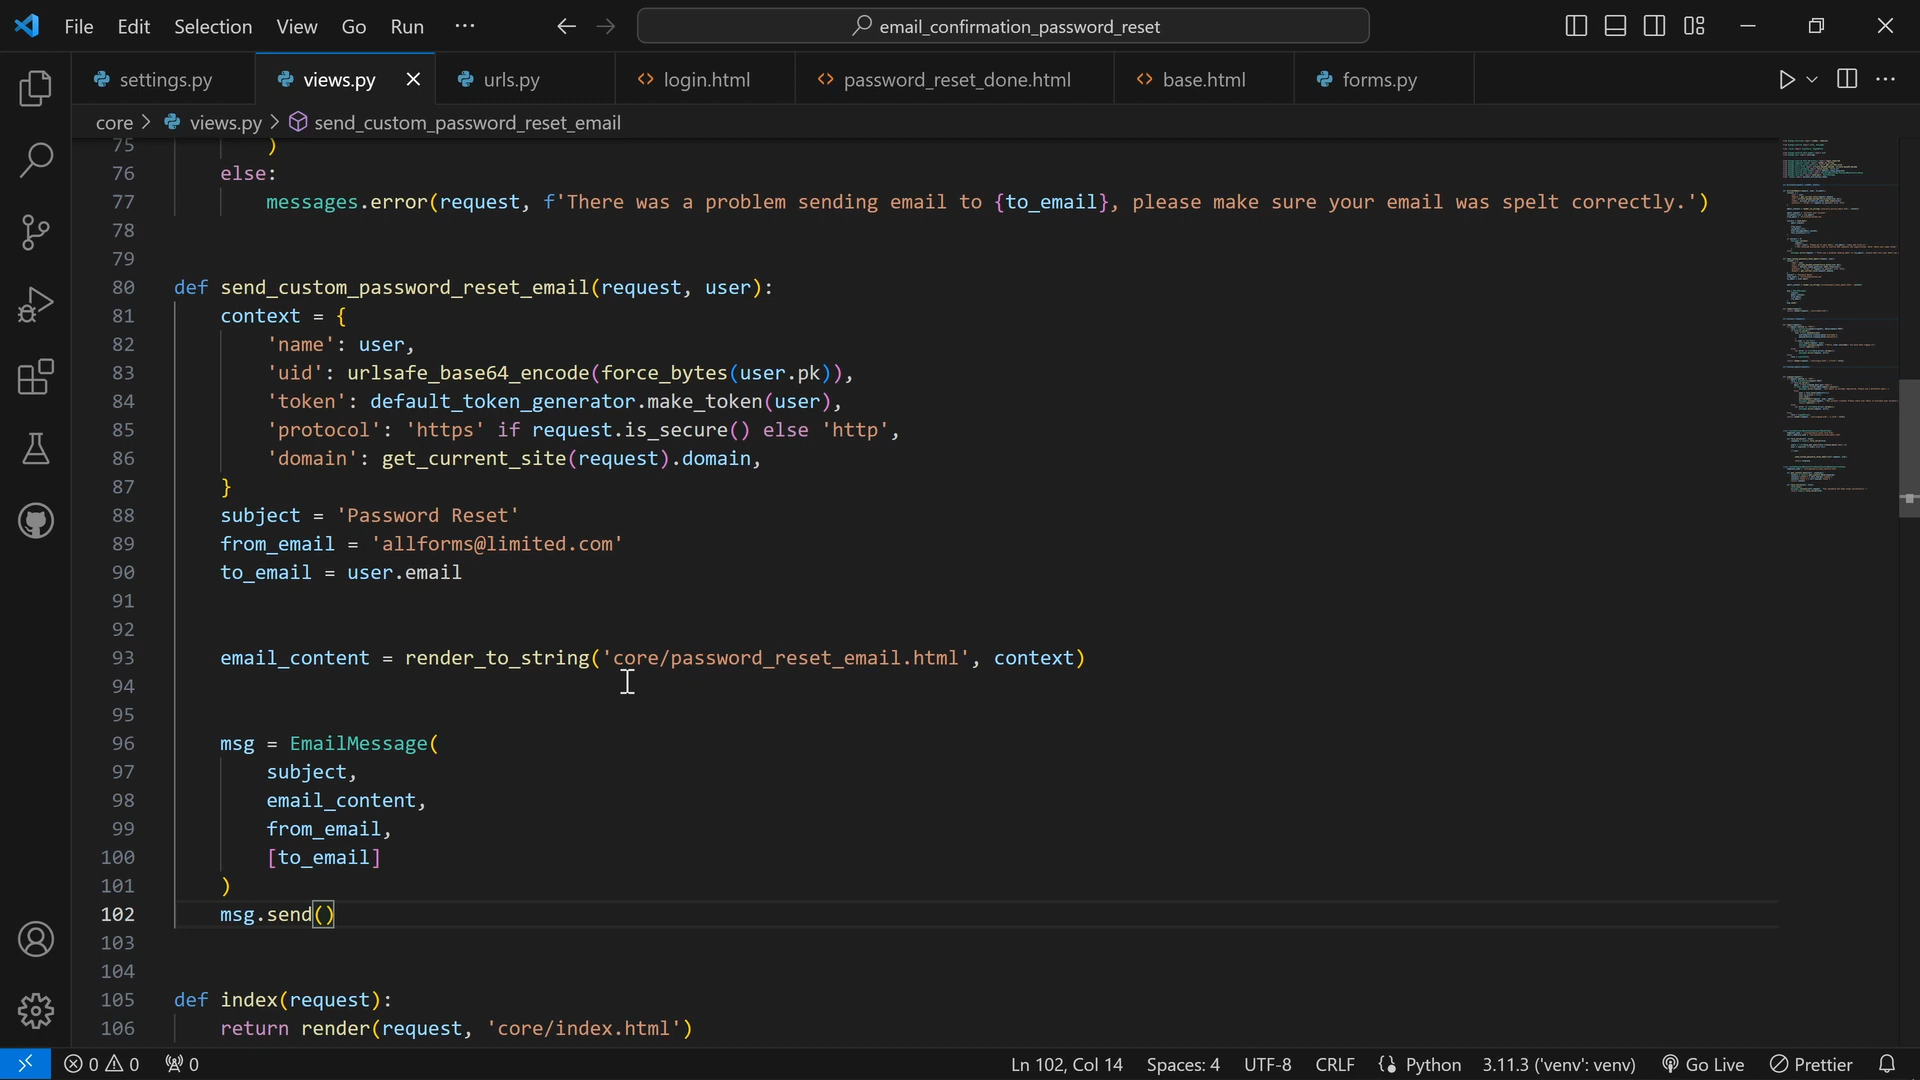 File Edit Selection View Go Run ··· email_confirmation_password_reset
settings.py views.py urls.py login.html password_reset_done.html base.html forms.py
core > views.py > send_custom_password_reset_email
75 )
76 else:
77 messages.error(request, f'There was a problem sending email to {to_email}, please make sure your email was spelt correctly.')
78
79
80 def send_custom_password_reset_email(request, user):
81 context = {
82 'name': user,
83 'uid': urlsafe_base64_encode(force_bytes(user.pk)),
84 'token': default_token_generator.make_token(user),
85 'protocol': 'https' if request.is_secure() else 'http',
86 'domain': get_current_site(request).domain,
87 }
88 subject = 'Password Reset'
89 from_email = 'allforms@limited.com'
90 to_email = user.email
91
92
93 email_content = render_to_string('core/password_reset_email.html', context)
94
95
96 msg = EmailMessage(
97 subject,
98 email_content,
99 from_email,
100 [to_email]
101 )
102 msg.send()
103
104
105 def index(request):
106 return render(request, 'core/index.html')
0 0 0 Ln 102, Col 14 Spaces: 4 UTF-8 CRLF Python 3.11.3 ('venv': venv) Go Live Prettier